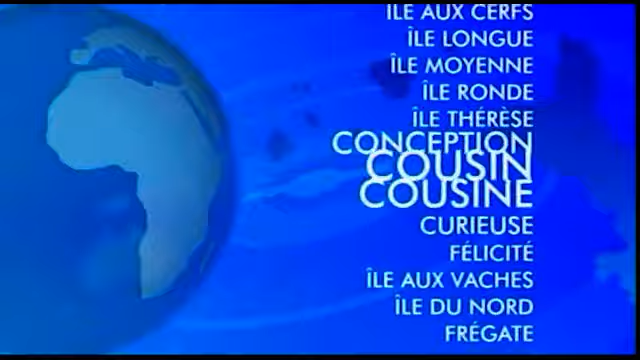 ÎLE AUX CERFS
ÎLE LONGUE
ÎLE MOYENNE
ÎLE RONDE
ÎLE THÉRÈSE
CONCEPTION
COUSIN
COUSINE
CURIEUSE
FÉLICITÉ
ÎLE AUX VACHES
ÎLE DU NORD
FRÉGATE